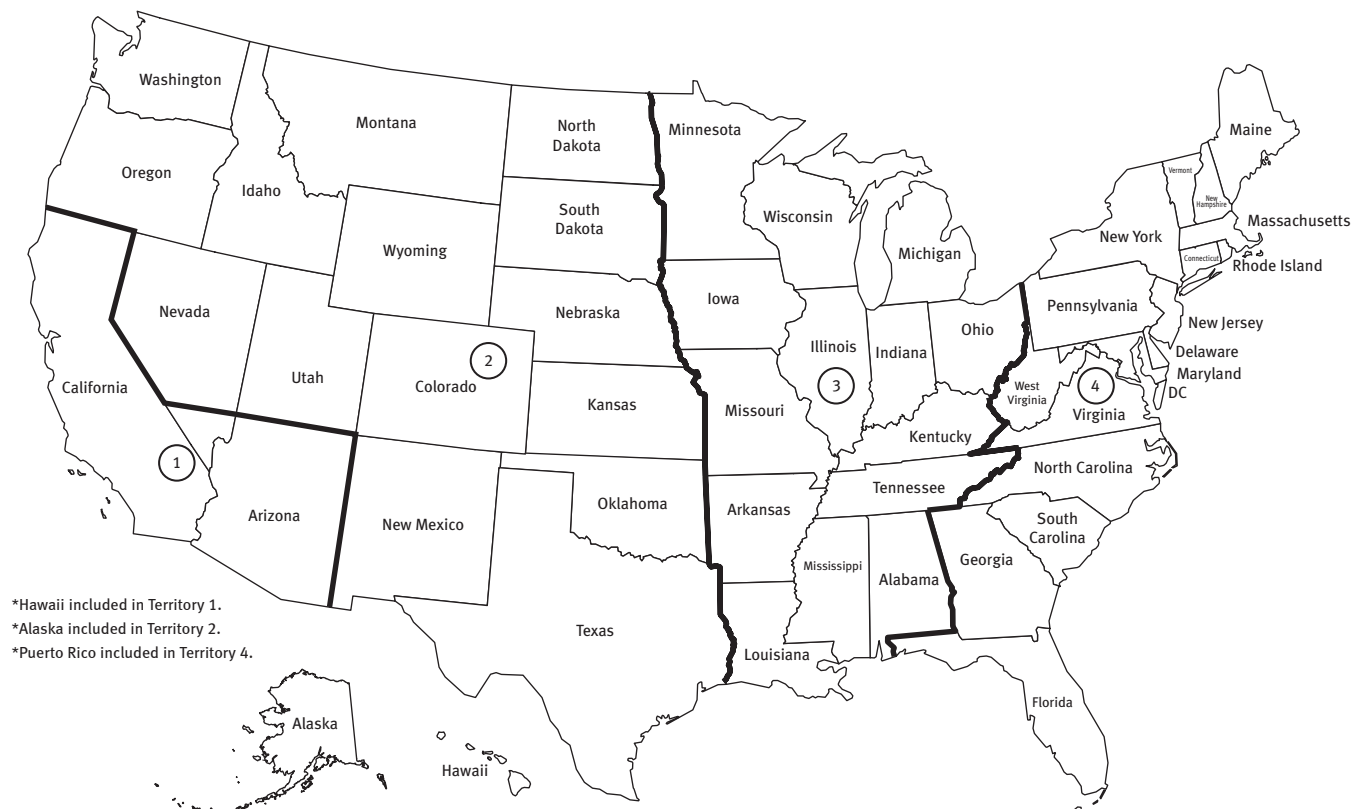 Washington
Montana
North
Dakota
Minnesota
Maine
Oregon
Idaho
Vermont
New
Hampshire
South
Dakota
Wisconsin
Massachusetts
Wyoming
Michigan
New York
Connecticut
Rhode Island
Nevada
Nebraska
Iowa
Pennsylvania
New Jersey
Ohio
Illinois
Indiana
Delaware
Maryland
DC
California
Utah
Colorado
2
Kansas
Missouri
3
West
Virginia
4
Virginia
Kentucky
1
North Carolina
Tennessee
Arizona
New Mexico
Oklahoma
Arkansas
South
Carolina
Mississippi
Alabama
Georgia
*Hawaii included in Territory 1.
*Alaska included in Territory 2.
*Puerto Rico included in Territory 4.
Texas
Louisiana
Florida
Alaska
Hawaii